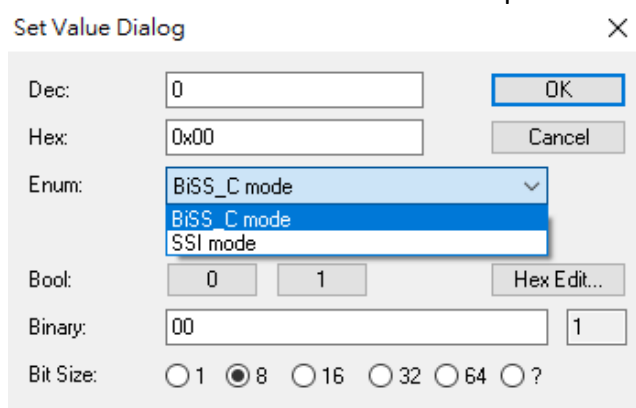 Set Value Dialog
Dec: 0 OK
Hex: 0x00 Cancel
Enum: BiSS_C mode
BiSS_C mode
SSI mode
Bool: 0 1 Hex Edit...
Binary: 00 1
Bit Size: 1 8 16 32 64 ?